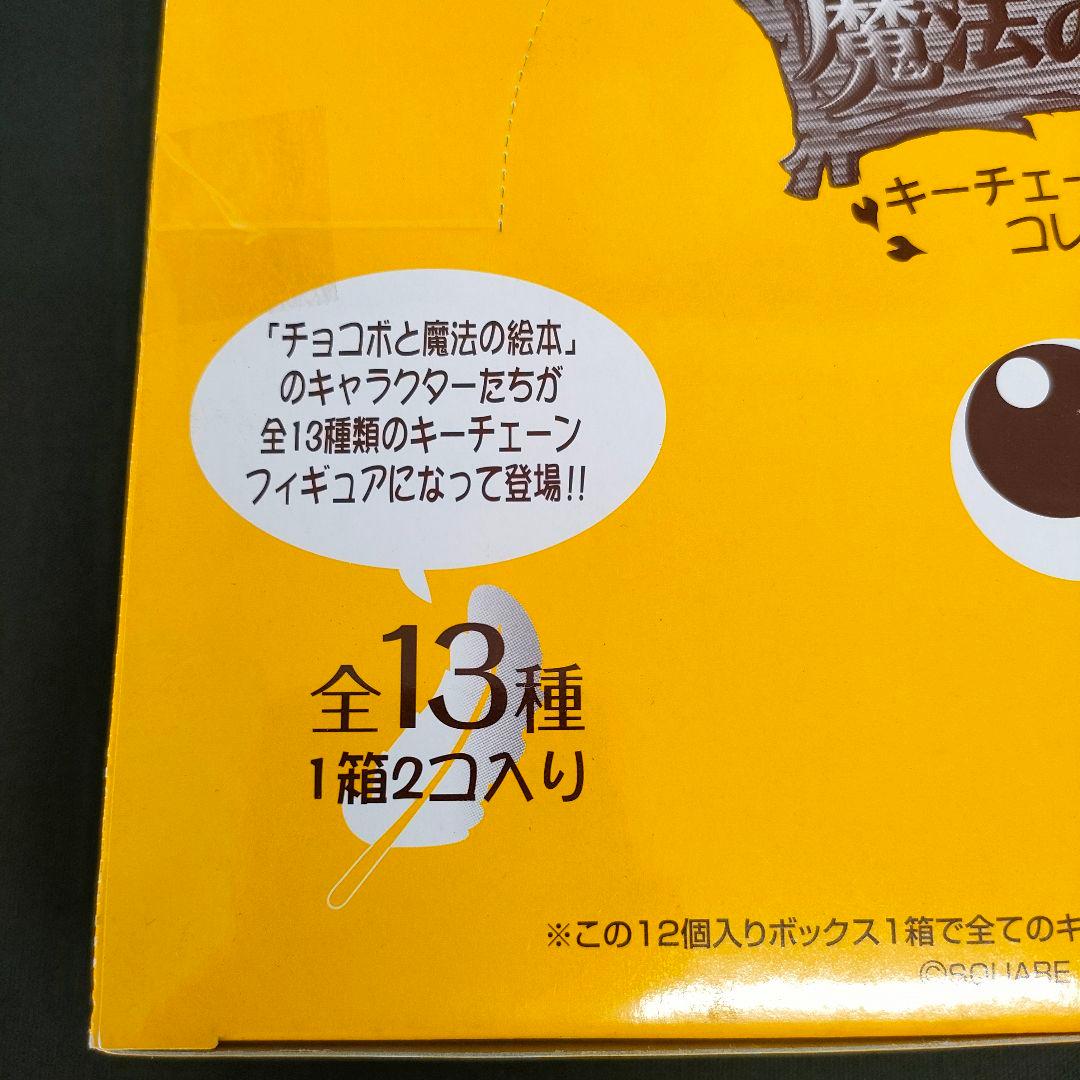 魔法の
キーチェー
コレ
「チョコボと魔法の絵本」
のキャラクターたちが
全13種類のキーチェーン
フィギュアになって登場!!
全13種
1箱2コ入り
※この12個入りボックス1箱で全てのキ
©SQUARE